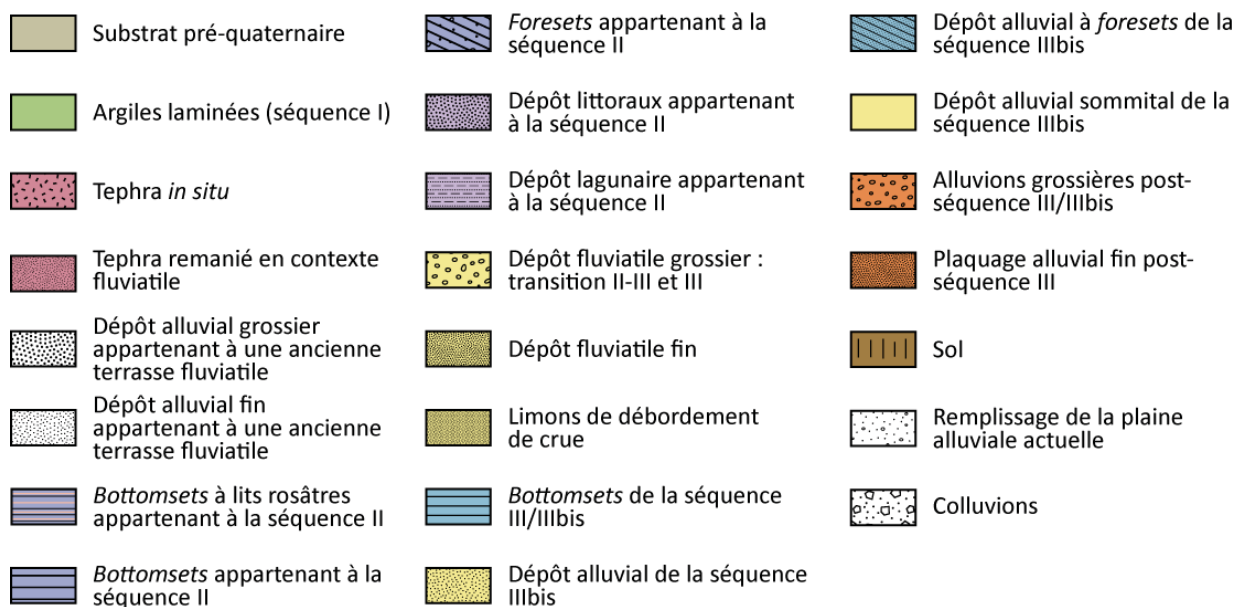 Substrat pré-quaternaire
Argiles laminées (séquence I)
Tephra in situ
Tephra remanié en contexte
fluviatile
Dépôt alluvial grossier
appartenant à une ancienne
terrasse fluviatile
Dépôt alluvial fin
appartenant à une ancienne
terrasse fluviatile
Bottomsets à lits rosâtres
appartenant à la séquence II
Bottomsets appartenant à la
séquence II
Foresets appartenant à la
séquence II
Dépôt littoraux appartenant
à la séquence II
Dépôt lagunaire appartenant
à la séquence II
Dépôt fluviatile grossier :
transition II-III et III
Dépôt fluviatile fin
Limons de débordement
de crue
Bottomsets de la séquence
III/IIIbis
Dépôt alluvial de la séquence
IIIbis
Dépôt alluvial à foresets de la
séquence IIIbis
Dépôt alluvial sommital de la
séquence IIIbis
Alluvions grossières post-
séquence III/IIIbis
Plaquage alluvial fin post-
séquence III
Sol
Remplissage de la plaine
alluviale actuelle
Colluvions